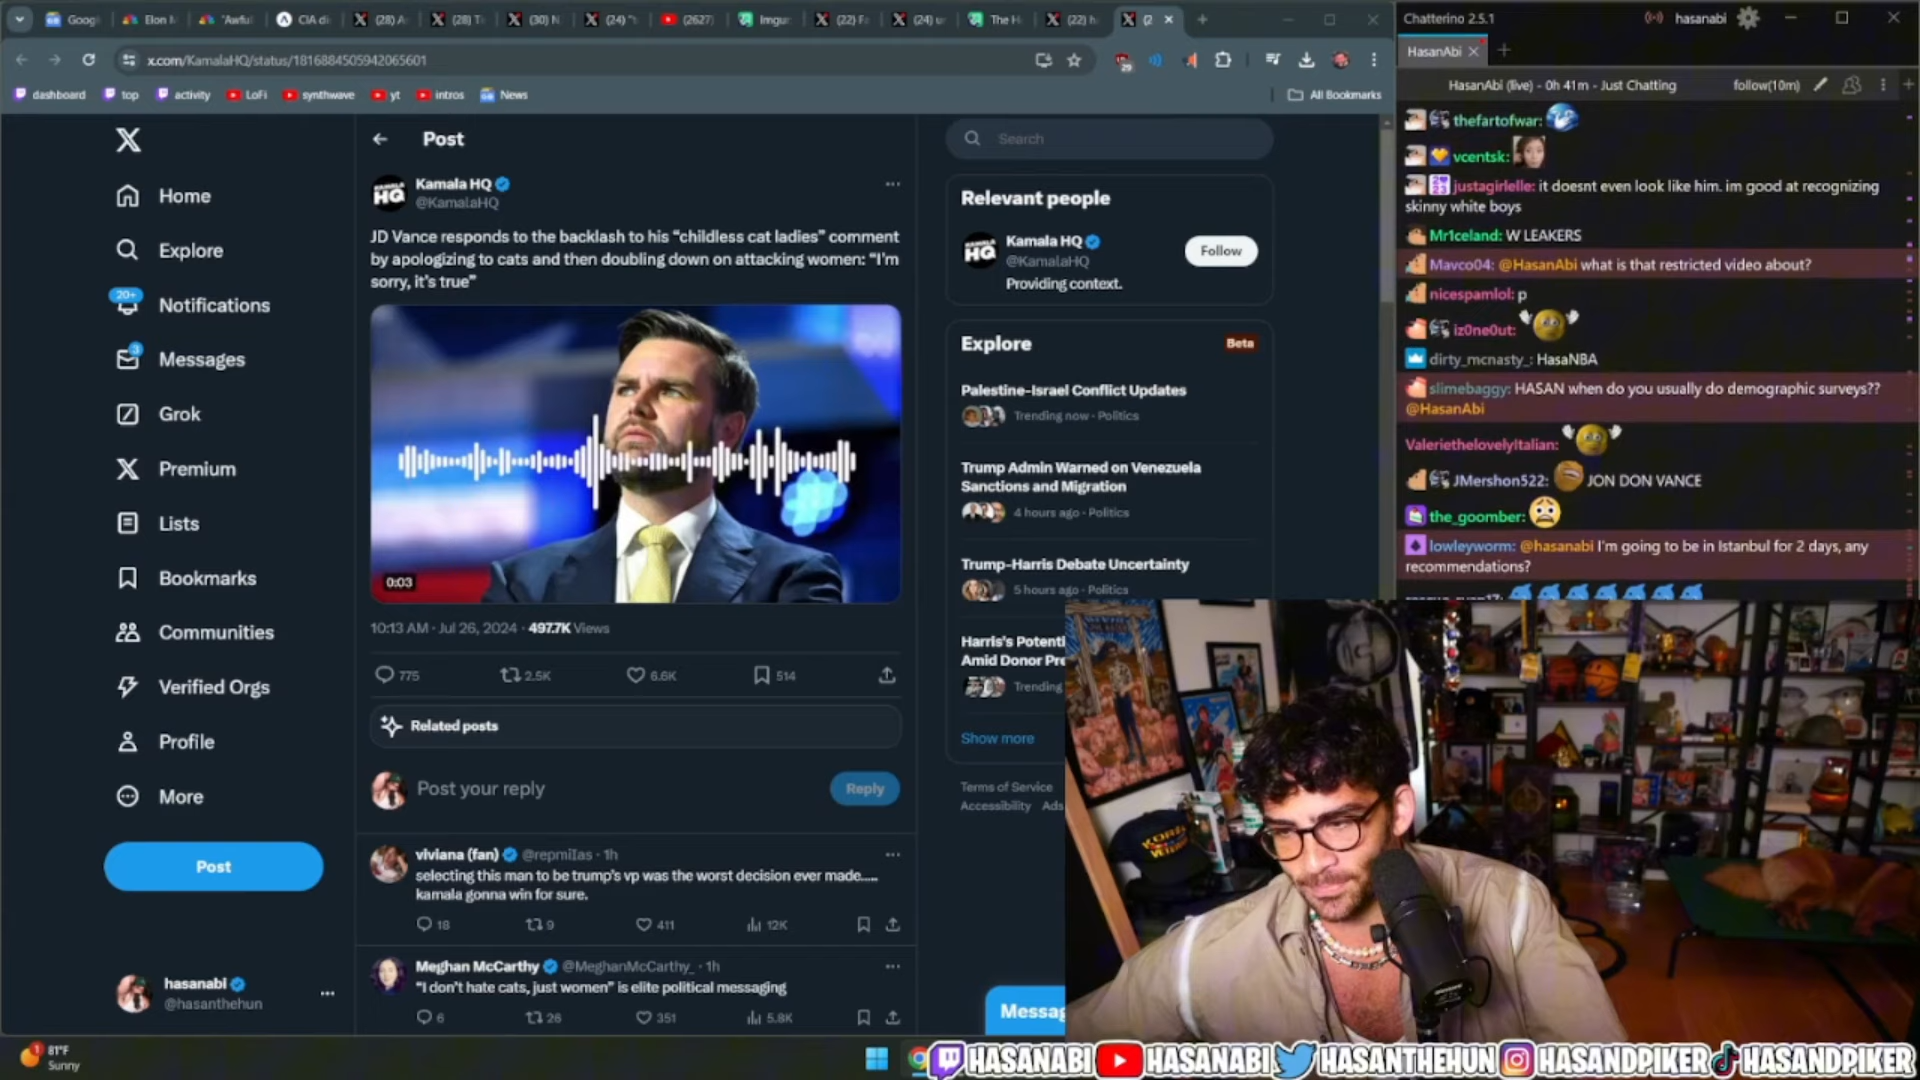 Googl
Elon M
"Awful
CIA di
(28) A
(28) T
(30) N
(24) "
(2627)
Imgur
(22) F
(24) u
The H
(22) h
(2
x.com/KamalaHQ/status/1816884505942065601
29
dashboard
top
activity
LoFi
synthwave
yt
intros
News
All Bookmarks
Home
Explore
20+
Notifications
3
Messages
Grok
Premium
Lists
Bookmarks
Communities
Verified Orgs
Profile
More
Post
hasanabi
@hasanthehun
Post
KAMALA HQ
Kamala HQ
@KamalaHQ
JD Vance responds to the backlash to his “childless cat ladies” comment
by apologizing to cats and then doubling down on attacking women: “I’m
sorry, it’s true”
0:03
10:13 AM · Jul 26, 2024 · 497.7K Views
775
2.5K
6.6K
514
Related posts
Post your reply
Reply
viviana (fan) @repmiIas · 1h
selecting this man to be trump's vp was the worst decision ever made.....
kamala gonna win for sure.
18
9
411
12K
Meghan McCarthy @MeghanMcCarthy_ · 1h
“I don’t hate cats, just women” is elite political messaging
6
26
351
5.8K
Search
Relevant people
KAMALA HQ
Kamala HQ
@KamalaHQ
Follow
Providing context.
Explore
Beta
Palestine-Israel Conflict Updates
Trending now · Politics
Trump Admin Warned on Venezuela
Sanctions and Migration
4 hours ago · Politics
Trump-Harris Debate Uncertainty
5 hours ago · Politics
Harris's Potenti
Amid Donor Pre
Trending
Show more
Terms of Service
Accessibility Ads
Messag
Chatterino 2.5.1
hasanabi
HasanAbi
HasanAbi (live) - 0h 41m - Just Chatting
follow(10m)
thefartofwar:
vcentsk:
justagirlelle: it doesnt even look like him. im good at recognizing
skinny white boys
Mr1celand: W LEAKERS
Mavco04: @HasanAbi what is that restricted video about?
nicespamlol: p
iz0ne0ut:
dirty_mcnasty_: HasaNBA
slimebaggy: HASAN when do you usually do demographic surveys??
@HasanAbi
ValeriethelovelyItalian:
JMershon522: JON DON VANCE
the_goomber:
lowleyworm: @hasanabi I'm going to be in Istanbul for 2 days, any
recommendations?
KOREA
VETERAN
1
81°F
Sunny
HASANABI
HASANABI
HASANTHEHUN
HASANDPIKER
HASANDPIKER